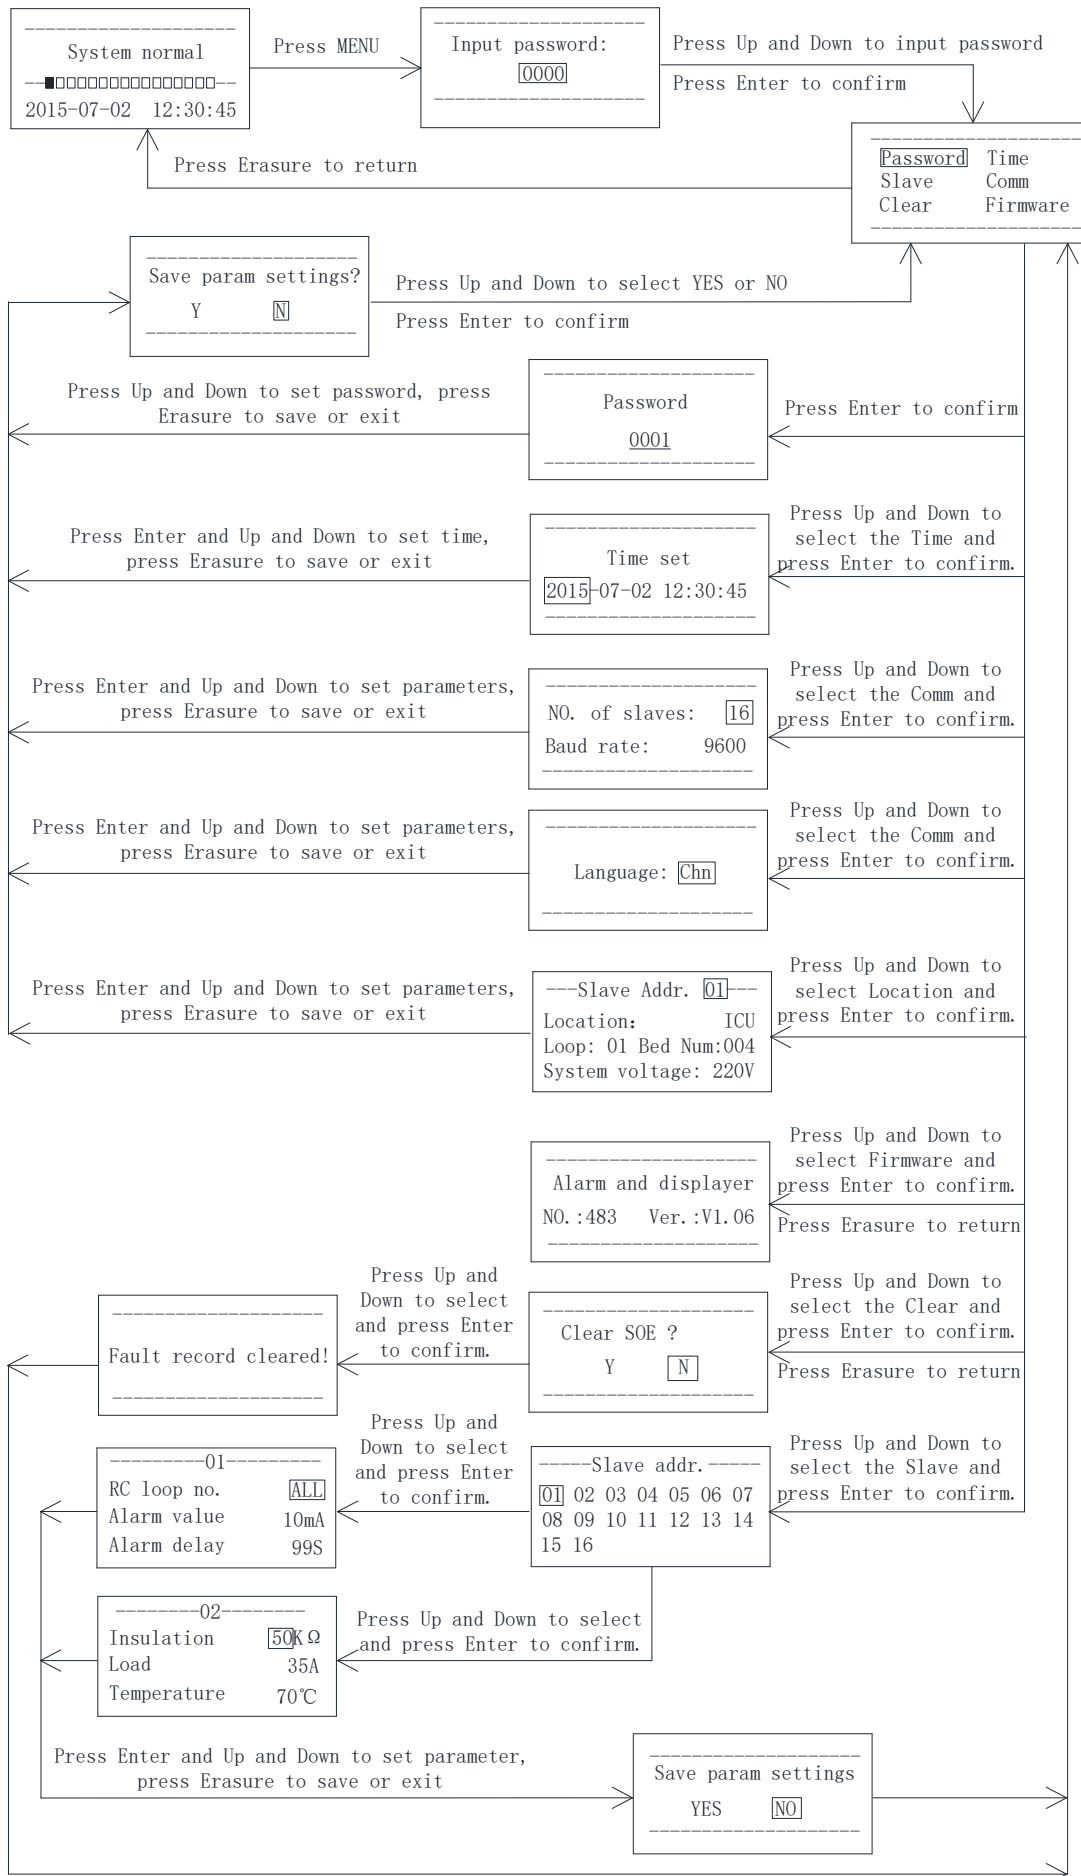 System normal
2015-07-02 12:30:45
Press MENU
Input password:
0000
Press Up and Down to input password
Press Enter to confirm
Password Time
Slave Comm
Clear Firmware
Press Erasure to return
Save param settings?
Y N
Press Up and Down to select YES or NO
Press Enter to confirm
Press Up and Down to set password, press
Erasure to save or exit
Password
0001
Press Enter to confirm
Press Enter and Up and Down to set time,
press Erasure to save or exit
Time set
2015-07-02 12:30:45
Press Up and Down to
select the Time and
press Enter to confirm.
Press Enter and Up and Down to set parameters,
press Erasure to save or exit
NO. of slaves: 16
Baud rate: 9600
Press Up and Down to
select the Comm and
press Enter to confirm.
Press Enter and Up and Down to set parameters,
press Erasure to save or exit
Language: Chn
Press Up and Down to
select the Comm and
press Enter to confirm.
Press Enter and Up and Down to set parameters,
press Erasure to save or exit
---Slave Addr. 01---
Location: ICU
Loop: 01 Bed Num:004
System voltage: 220V
Press Up and Down to
select Location and
press Enter to confirm.
Alarm and displayer
NO.:483 Ver.:V1.06
Press Up and Down to
select Firmware and
press Enter to confirm.
Press Erasure to return
Fault record cleared!
Press Up and
Down to select
and press Enter
to confirm.
Clear SOE ?
Y N
Press Up and Down to
select the Clear and
press Enter to confirm.
Press Erasure to return
---------01---------
RC loop no. ALL
Alarm value 10mA
Alarm delay 99S
Press Up and
Down to select
and press Enter
to confirm.
-----Slave addr.-----
01 02 03 04 05 06 07
08 09 10 11 12 13 14
15 16
Press Up and Down to
select the Slave and
press Enter to confirm.
--------02--------
Insulation 50KΩ
Load 35A
Temperature 70℃
Press Up and Down to select
and press Enter to confirm.
Press Enter and Up and Down to set parameter,
press Erasure to save or exit
Save param settings
YES NO